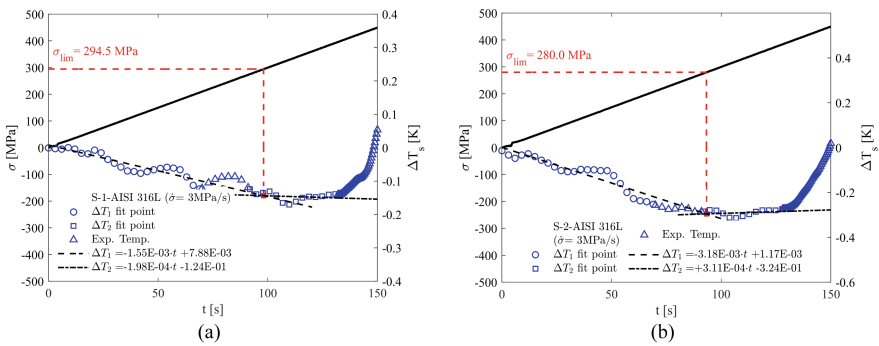 500
400
300
200
100
0
100
200
300
400
500
σ [MPa]
σlim = 294.5 MPa
0.4
0.3
0.2
0.1
0
-0.1
-0.2
-0.3
0.4
ΔTs [K]
S-1-AISI 316L (σ̇= 3MPa/s)
ΔT1 fit point
ΔT2 fit point
Exp. Temp.
ΔT1 =-1.55E-03·t +7.88E-03
ΔT2 =-1.98E-04·t -1.24E-01
0
50
100
150
t [s]
(a)
500
400
300
200
100
0
-100
-200
-300
-400
-500
σ [MPa]
σlim = 280.0 MPa
0.4
0.2
0
-0.2
-0.4
-0.6
ΔTs [K]
S-2-AISI 316L
(σ̇= 3MPa/s)
ΔT1 fit point
ΔT2 fit point
Exp. Temp.
ΔT1 =-3.18E-03·t +1.17E-03
ΔT2 =+3.11E-04·t -3.24E-01
0
50
100
150
t [s]
(b)